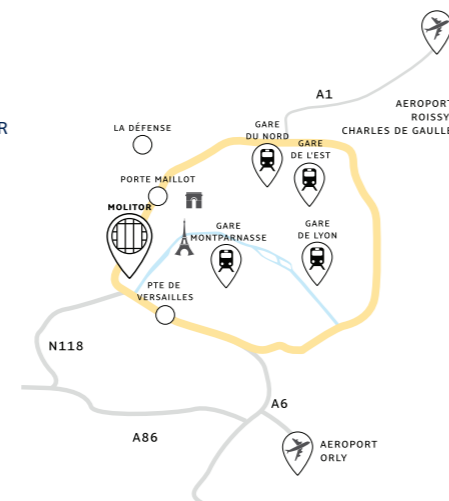 A1
AEROPORT
ROISSY
CHARLES DE GAULLE
R
LA DÉFENSE
GARE
DU NORD
GARE
DE L'EST
PORTE MAILLOT
MOLITOR
GARE
MONTPARNASSE
GARE
DE LYON
PTE DE
VERSAILLES
N118
A6
A86
AEROPORT
ORLY